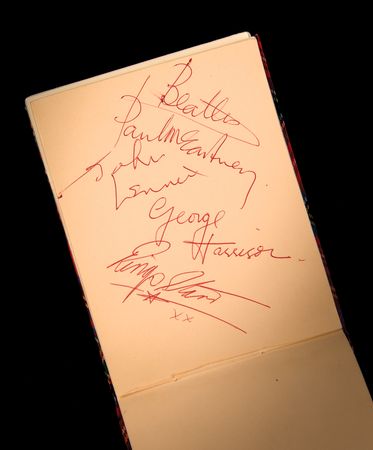 Beatles
Paul McCartney
John
Lennon
George
Harrison.
Ringo Starr
xx